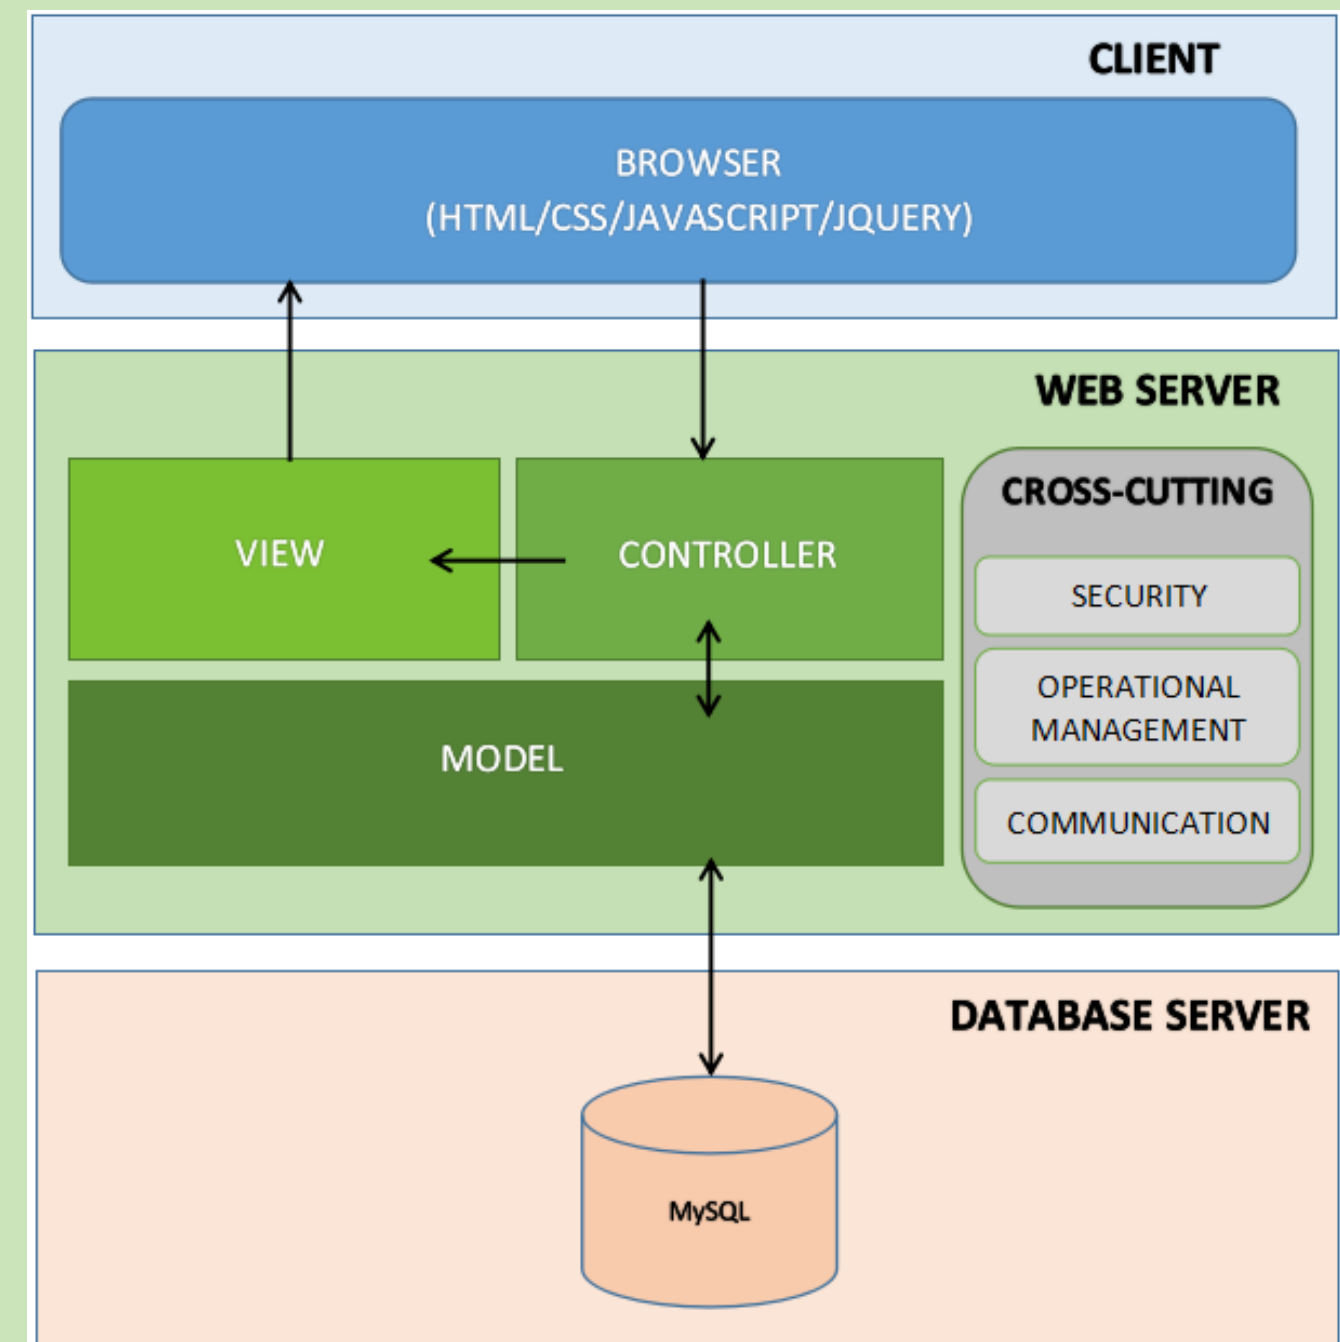 CLIENT
BROWSER
(HTML/CSS/JAVASCRIPT/JQUERY)
WEB SERVER
VIEW
CONTROLLER
MODEL
CROSS-CUTTING
SECURITY
OPERATIONAL
MANAGEMENT
COMMUNICATION
DATABASE SERVER
MySQL